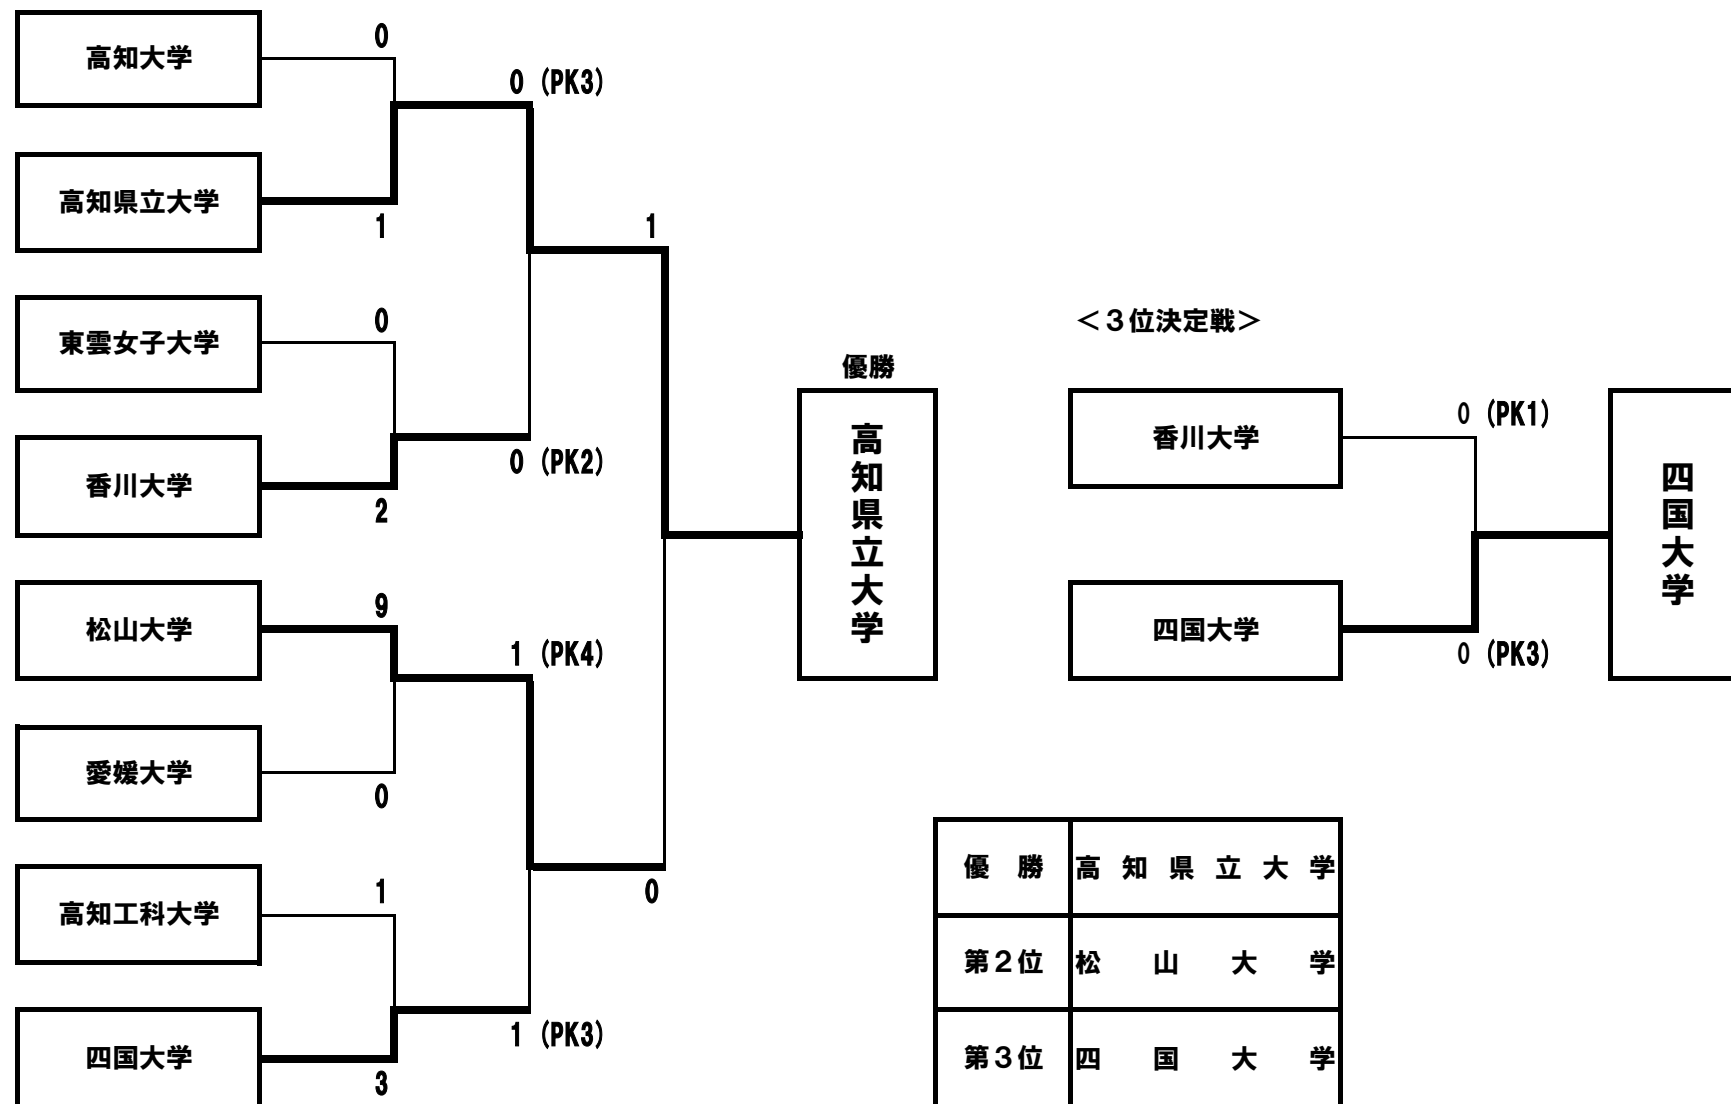 高知大学
0
0 (PK3)
高知県立大学
1
1
東雲女子大学
0
香川大学
2
0 (PK2)
松山大学
9
1 (PK4)
愛媛大学
0
0
高知工科大学
1
四国大学
3
1 (PK3)
優勝
高知県立大学
＜３位決定戦＞
香川大学
0 (PK1)
四国大学
0 (PK3)
四国大学
優 勝 高 知 県 立 大 学
第２位 松 山 大 学
第３位 四 国 大 学